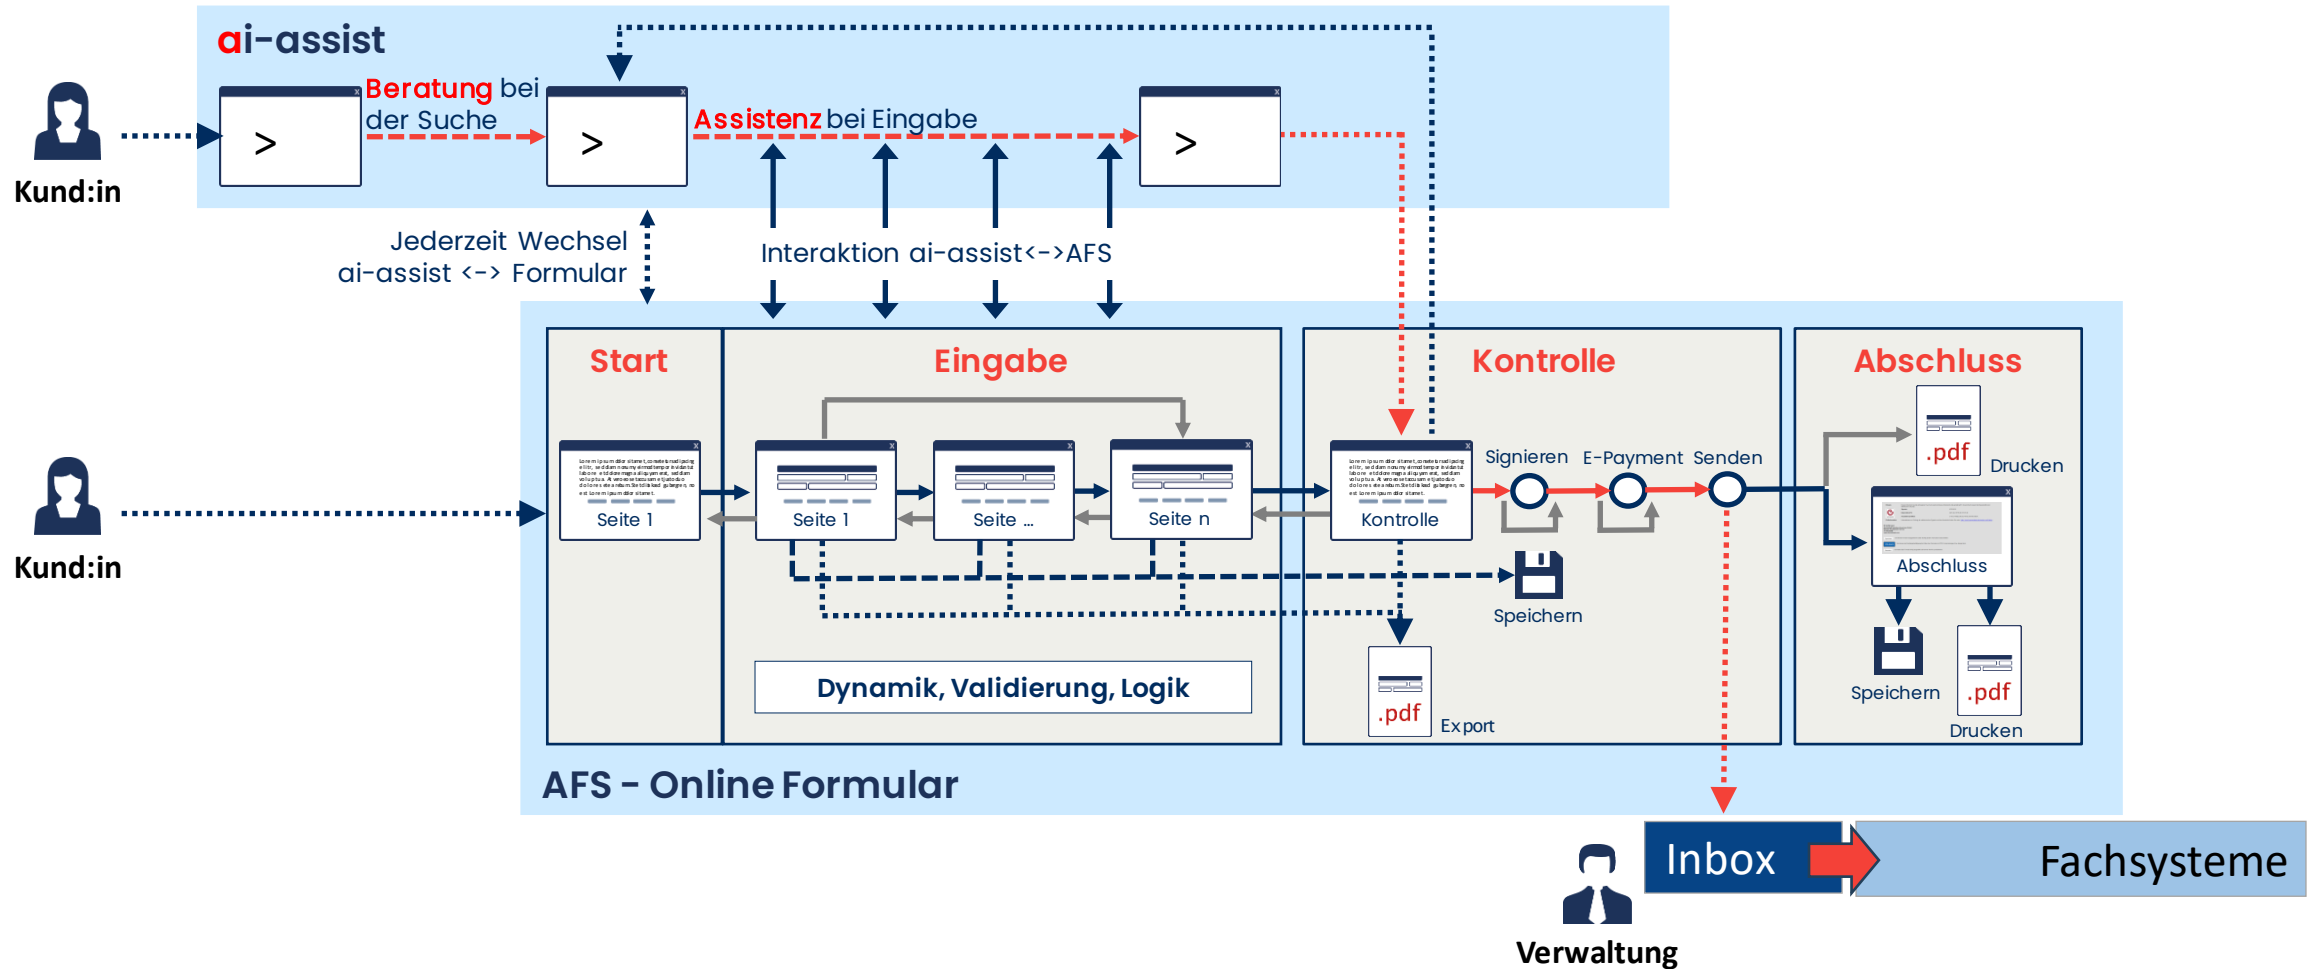 ai-assist
Beratung bei
der Suche
Assistenz bei Eingabe
x
x
x
>
>
>
Kund:in
Jederzeit Wechsel
ai-assist <-> Formular
Interaktion ai-assist<->AFS
Start
Eingabe
Kontrolle
Abschluss
x
x
x
x
x
x
Seite 1
Seite 1
Seite ...
Seite n
Kontrolle
Signieren
E-Payment
Senden
.pdf
Drucken
Abschluss
Kund:in
Speichern
Speichern
.pdf
Drucken
Dynamik, Validierung, Logik
.pdf
Export
AFS - Online Formular
Inbox
Fachsysteme
Verwaltung